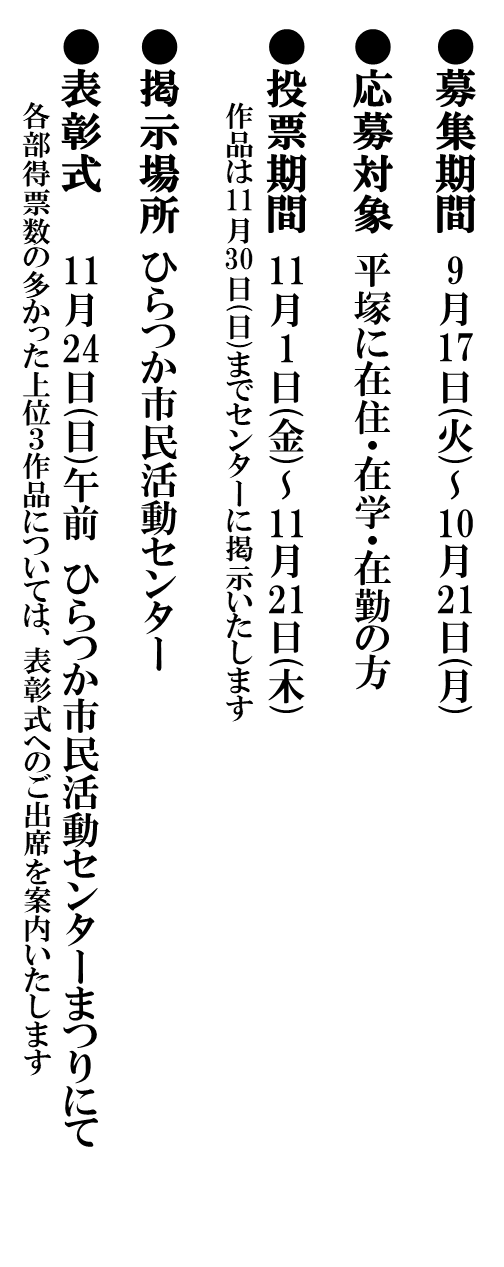 ●募集期間 9月17日(火)～10月21日(月)
●応募対象 平塚に在住・在学・在勤の方
●投票期間 11月1日(金)～11月21日(木)
作品は11月30日(日)までセンターに掲示いたします
●掲示場所 ひらつか市民活動センター
●表彰式 11月24日(日)午前 ひらつか市民活動センターまつりにて
各部得票数の多かった上位3作品については、表彰式へのご出席を案内いたします